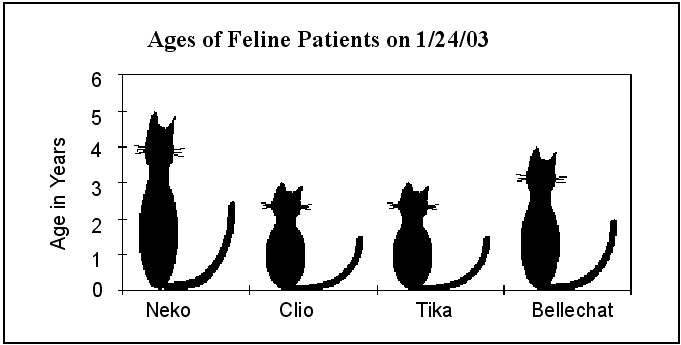 Ages of Feline Patients on 1/24/03
6
5
4
3
2
1
0
Age in Years
Neko Clio Tika Bellechat